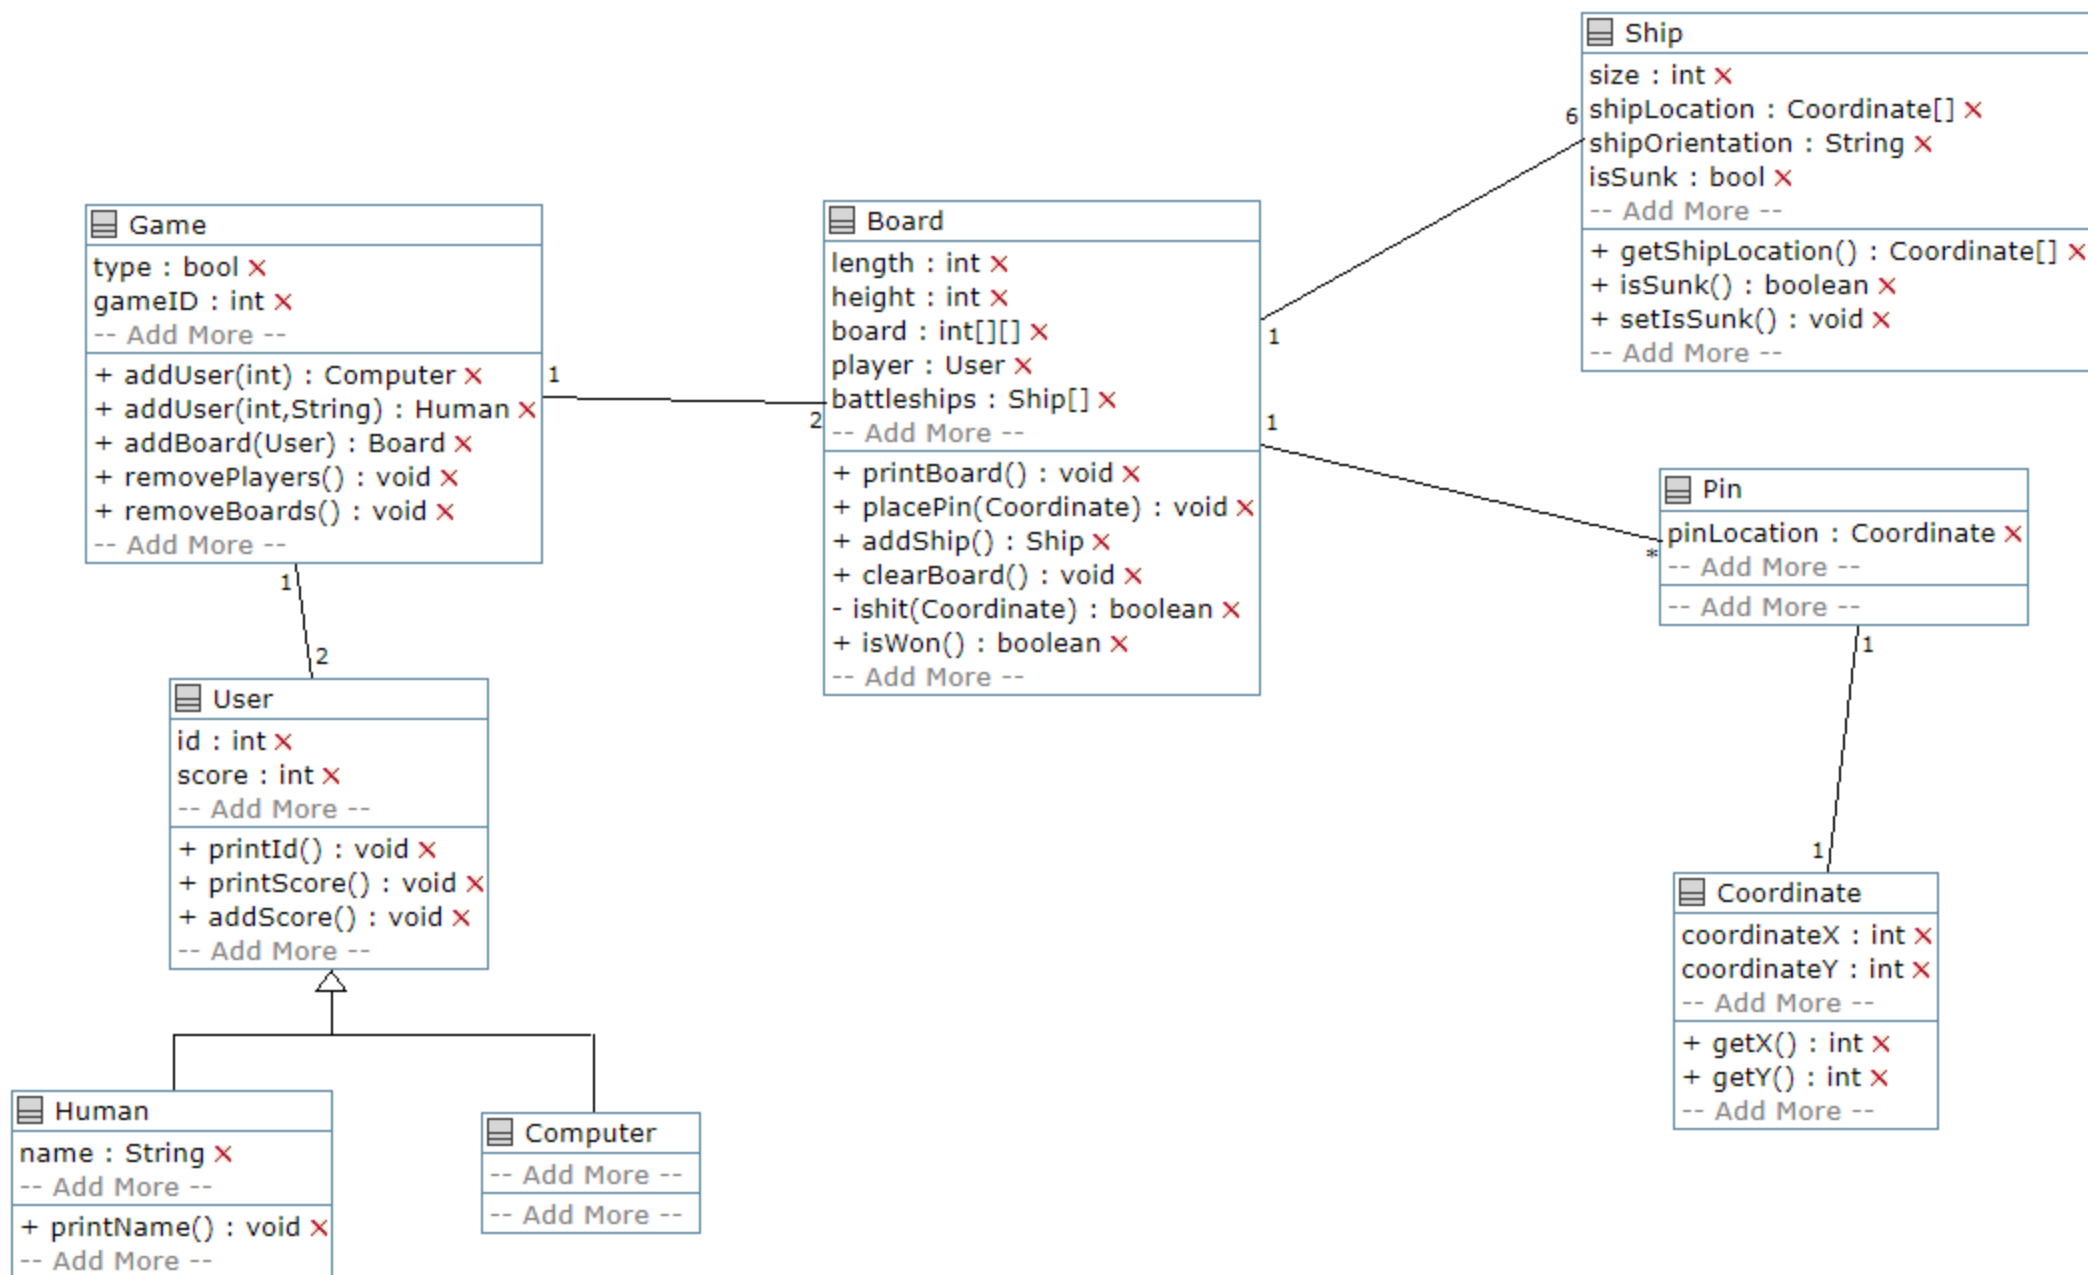 Game
type : bool
gameID : int
-- Add More --
+ addUser(int) : Computer
+ addUser(int,String) : Human
+ addBoard(User) : Board
+ removePlayers() : void
+ removeBoards() : void
-- Add More --
1
2
1
2
User
id : int
score : int
-- Add More --
+ printId() : void
+ printScore() : void
+ addScore() : void
-- Add More --
Human
name : String
-- Add More --
+ printName() : void
-- Add More --
Computer
-- Add More --
-- Add More --
Board
length : int
height : int
board : int[][]
player : User
battleships : Ship[]
-- Add More --
+ printBoard() : void
+ placePin(Coordinate) : void
+ addShip() : Ship
+ clearBoard() : void
- ishit(Coordinate) : boolean
+ isWon() : boolean
-- Add More --
1
6
1
*
Ship
size : int
shipLocation : Coordinate[]
shipOrientation : String
isSunk : bool
-- Add More --
+ getShipLocation() : Coordinate[]
+ isSunk() : boolean
+ setIsSunk() : void
-- Add More --
Pin
pinLocation : Coordinate
-- Add More --
-- Add More --
1
1
Coordinate
coordinateX : int
coordinateY : int
-- Add More --
+ getX() : int
+ getY() : int
-- Add More --